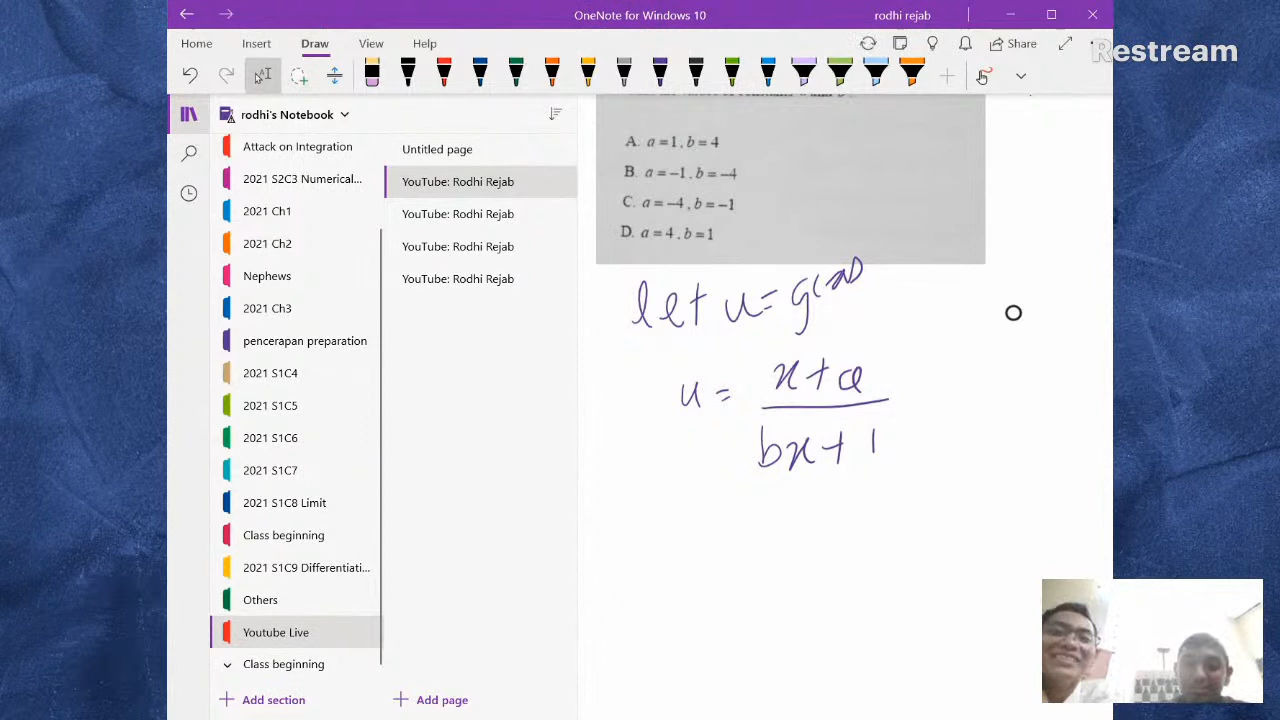 OneNote for Windows 10
rodhi rejab
Restream
Home Insert Draw View Help
Share
rodhi's Notebook
Attack on Integration
2021 S2C3 Numerical...
2021 Ch1
2021 Ch2
Nephews
2021 Ch3
pencerapan preparation
2021 S1C4
2021 S1C5
2021 S1C6
2021 S1C7
2021 S1C8 Limit
Class beginning
2021 S1C9 Differentiati...
Others
Youtube Live
Class beginning
Add section
Untitled page
YouTube: Rodhi Rejab
YouTube: Rodhi Rejab
YouTube: Rodhi Rejab
YouTube: Rodhi Rejab
Add page
A. a = 1, b = 4
B. a = −1, b = −4
C. a = −4, b = −1
D. a = 4, b = 1
let u = g(x)
u = x + a
bx + 1